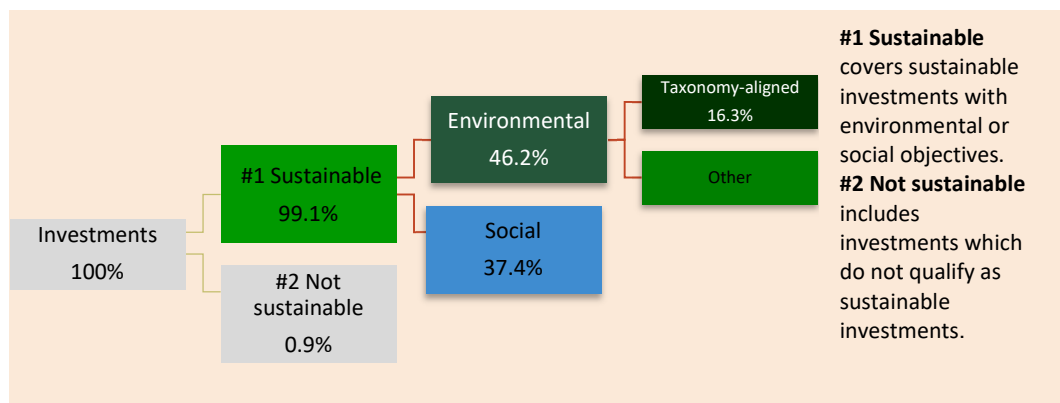 Investments
100%
#1 Sustainable
99.1%
#2 Not
sustainable
0.9%
Environmental
46.2%
Social
37.4%
Taxonomy-aligned
16.3%
Other
#1 Sustainable
covers sustainable
investments with
environmental or
social objectives.
#2 Not sustainable
includes
investments which
do not qualify as
sustainable
investments.